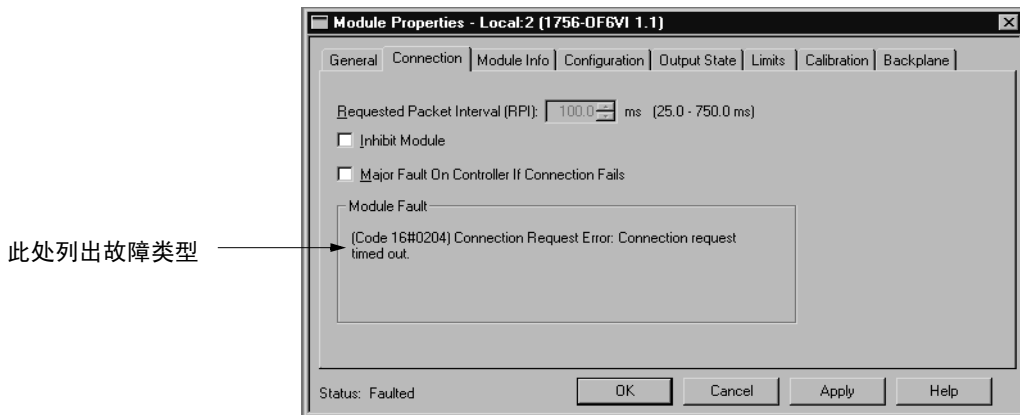 Module Properties - Local:2 (1756-OF6VI 1.1)
General Connection Module Info Configuration Output State Limits Calibration Backplane
Requested Packet Interval (RPI): 100.0 ms (25.0 - 750.0 ms)
Inhibit Module
Major Fault On Controller If Connection Fails
Module Fault
(Code 16#0204) Connection Request Error: Connection request
timed out.
此处列出故障类型
Status: Faulted OK Cancel Apply Help